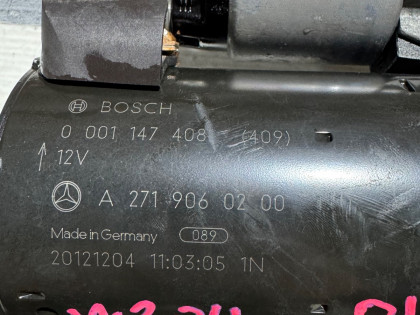 BOSCH
0 001 147 408 (409)
↑ 12V
A 271 906 02 00
Made in Germany 089
20121204 11:03:05 1N